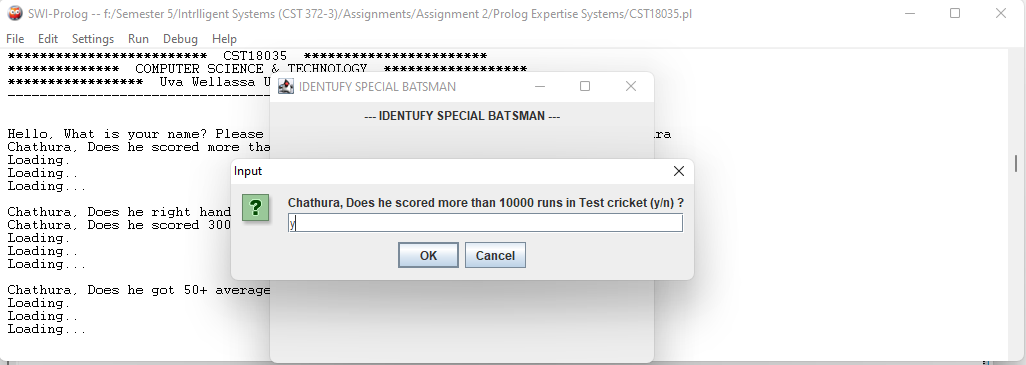 SWI-Prolog -- f:/Semester 5/Intrlligent Systems (CST 372-3)/Assignments/Assignment 2/Prolog Expertise Systems/CST18035.pl
File Edit Settings Run Debug Help
************************* CST18035 ***********************
************** COMPUTER SCIENCE & TECHNOLOGY ******************
***************** Uva Wellassa U
IDENTUFY SPECIAL BATSMAN
--- IDENTUFY SPECIAL BATSMAN ---
Hello, What is your name? Please ra
Chathura, Does he scored more tha
Loading.
Loading..
Loading...
Input
Chathura, Does he scored more than 10000 runs in Test cricket (y/n) ?
y
OK Cancel
Chathura, Does he right hand
Chathura, Does he scored 300
Loading.
Loading..
Loading...
Chathura, Does he got 50+ average
Loading.
Loading..
Loading...